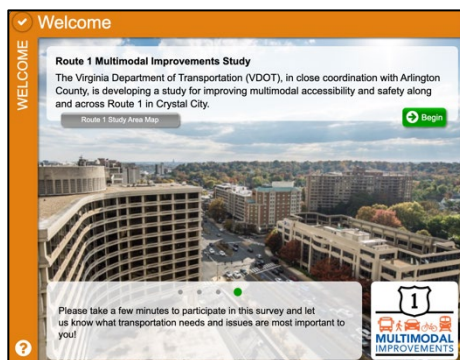 Welcome
WELCOME
Route 1 Multimodal Improvements Study
The Virginia Department of Transportation (VDOT), in close coordination with Arlington
County, is developing a study for improving multimodal accessibility and safety along
and across Route 1 in Crystal City.
Route 1 Study Area Map
Begin
Please take a few minutes to participate in this survey and let
us know what transportation needs and issues are most important to
you!
1
MULTIMODAL
IMPROVEMENTS
?